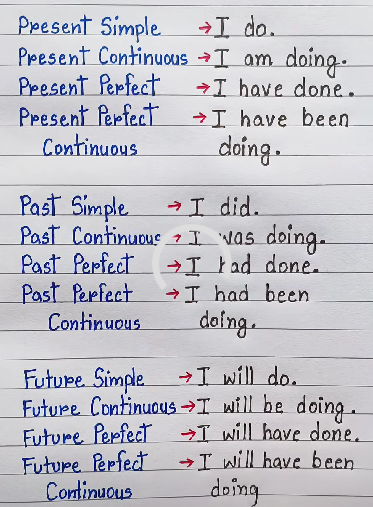 Present Simple → I do.
Present Continuous → I am doing.
Present Perfect → I have done.
Present Perfect → I have been
Continuous doing.
Past Simple → I did.
Past Continuous → I was doing.
Past Perfect → I had done.
Past Perfect → I had been
Continuous doing.
Future Simple → I will do.
Future Continuous → I will be doing.
Future Perfect → I will have done.
Future Perfect → I will have been
Continuous doing